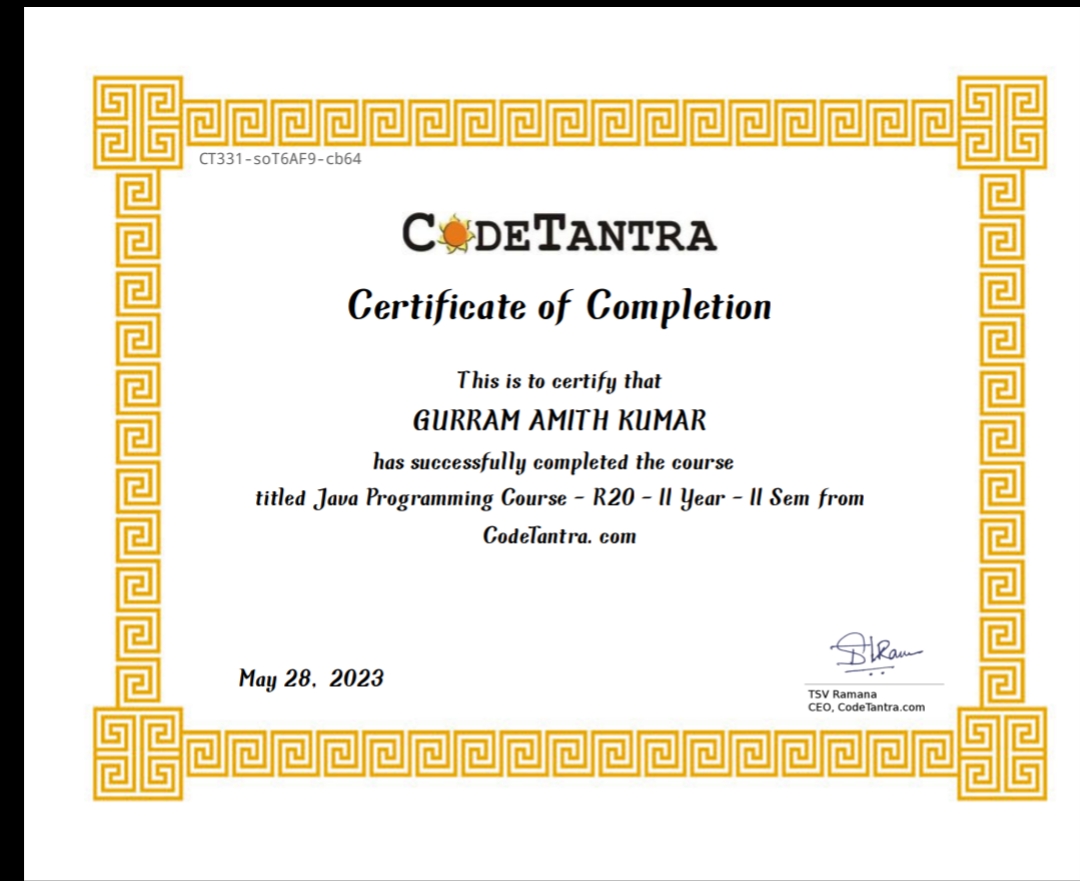 CT331-soT6AF9-cb64
CODETANTRA
Certificate of Completion
This is to certify that
GURRAM AMITH KUMAR
has successfully completed the course
titled Java Programming Course - R20 - II Year - II Sem from
CodeTantra. com
May 28, 2023
TSV Ramana
CEO, CodeTantra.com